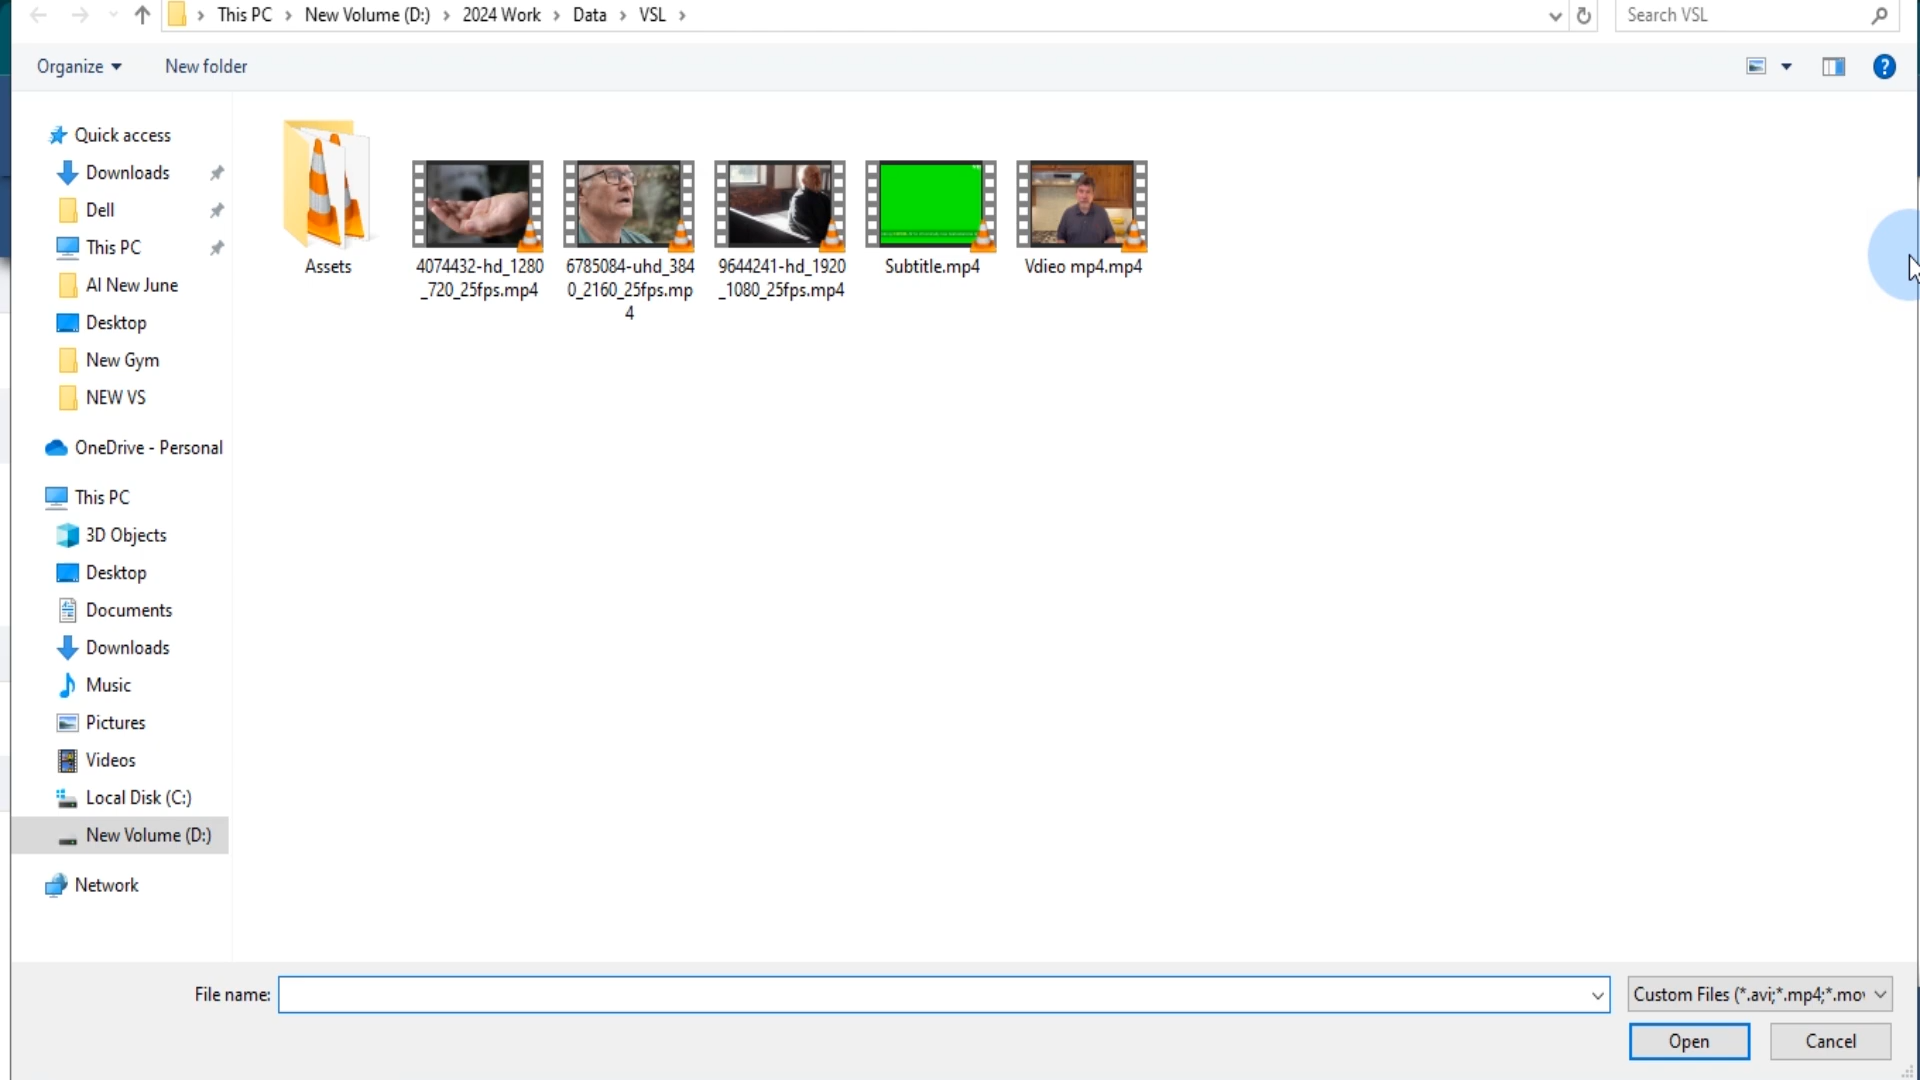 This PC > New Volume (D:) > 2024 Work > Data > VSL >
Search VSL
Organize
New folder
Quick access
Downloads
Dell
This PC
AI New June
Desktop
New Gym
NEW VS
OneDrive - Personal
This PC
3D Objects
Desktop
Documents
Downloads
Music
Pictures
Videos
Local Disk (C:)
New Volume (D:)
Network
Assets
4074432-hd_1280
_720_25fps.mp4
6785084-uhd_384
0_2160_25fps.mp
4
9644241-hd_1920
_1080_25fps.mp4
Subtitle.mp4
Vdieo mp4.mp4
File name:
Custom Files (*.avi;*.mp4;*.mov
Open
Cancel